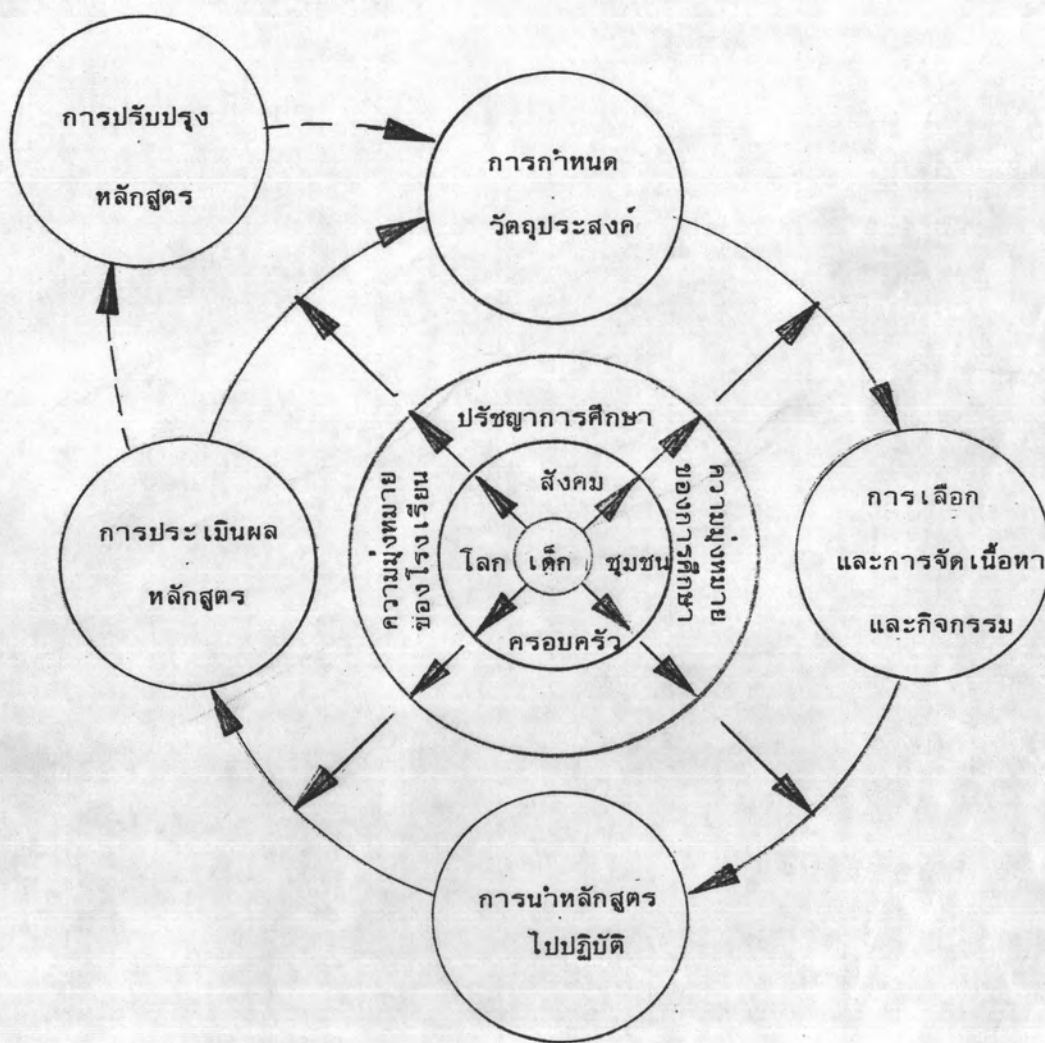 การปรับปรุง
หลักสูตร
การกำหนด
วัตถุประสงค์
ปรัชญาการศึกษา
ความมุ่งหมาย
ของโรงเรียน
สังคม
โลก
เด็ก
ชุมชน
ครอบครัว
ความมุ่งหมาย
ของการศึกษา
การเลือก
และการจัดเนื้อหา
และกิจกรรม
การประเมินผล
หลักสูตร
การนำหลักสูตร
ไปปฏิบัติ